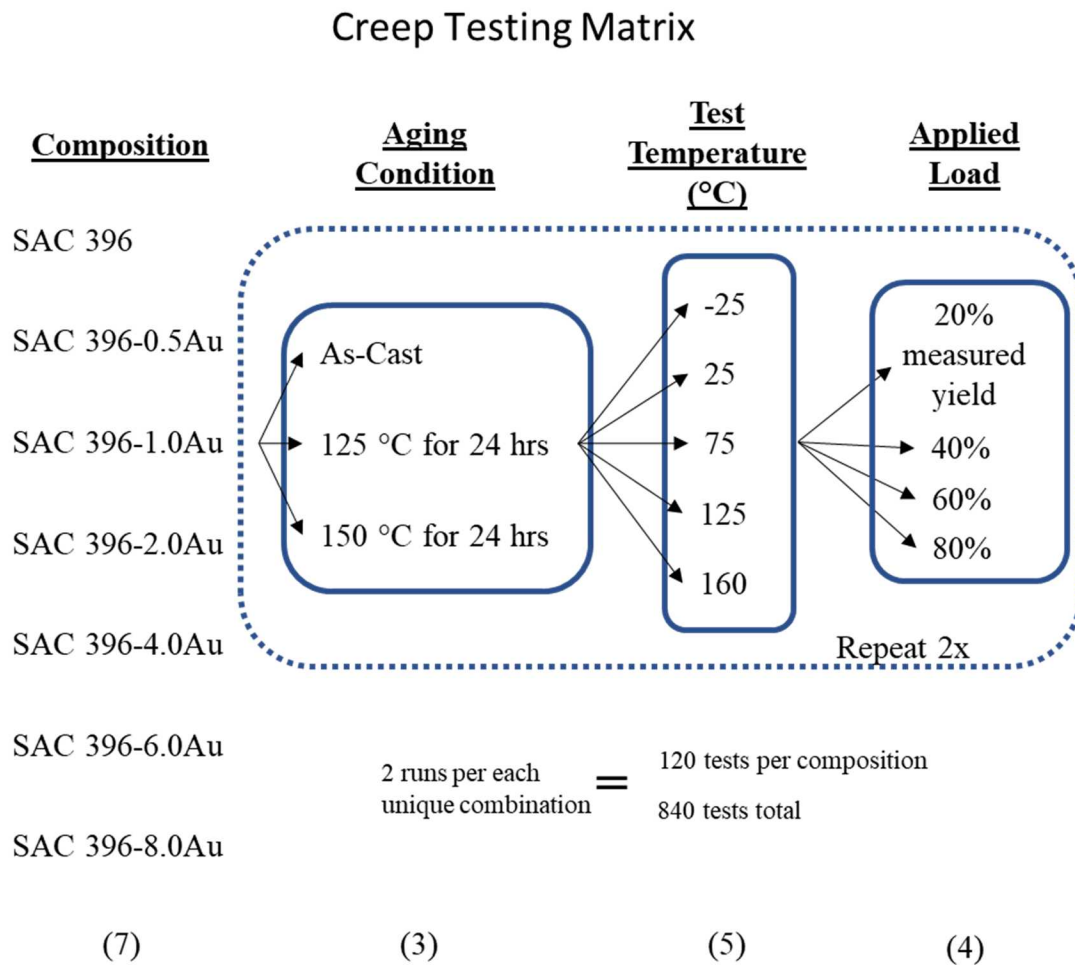 Creep Testing Matrix
Composition
Aging
Condition
Test
Temperature
(°C)
Applied
Load
SAC 396
SAC 396-0.5Au
SAC 396-1.0Au
SAC 396-2.0Au
SAC 396-4.0Au
SAC 396-6.0Au
SAC 396-8.0Au
As-Cast
125 °C for 24 hrs
150 °C for 24 hrs
-25
25
75
125
160
20%
measured
yield
40%
60%
80%
Repeat 2x
2 runs per each
unique combination
=
120 tests per composition
840 tests total
(7)
(3)
(5)
(4)